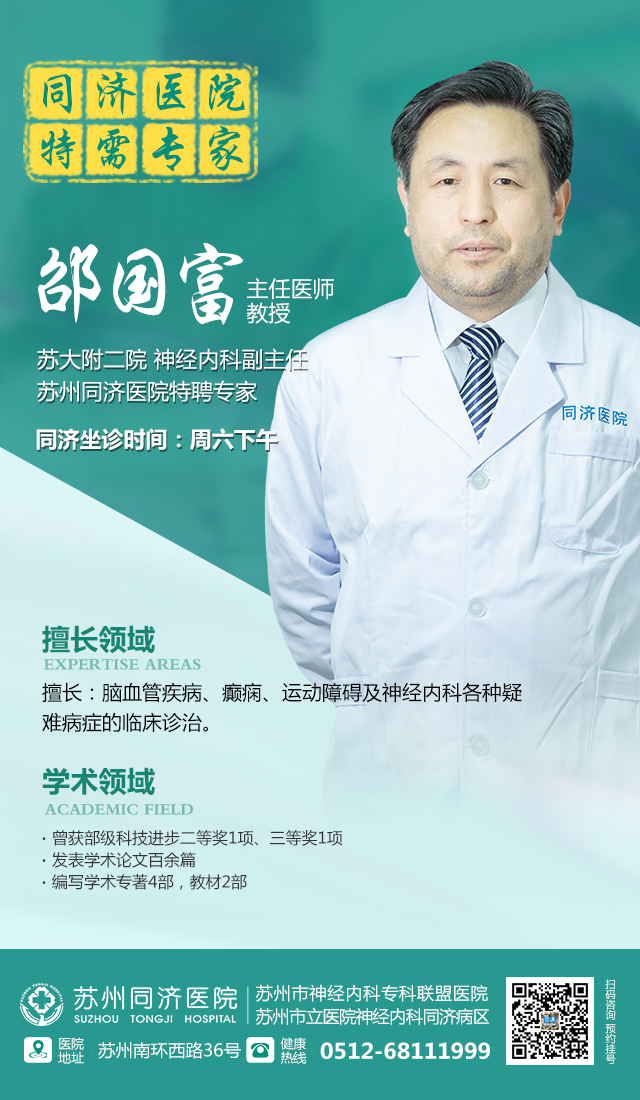 同济医院
特需专家
邵国富 主任医师
教授
苏大附二院 神经内科副主任
苏州同济医院特聘专家
同济坐诊时间：周六下午
同济医院
擅长领域
EXPERTISE AREAS
擅长：脑血管疾病、癫痫、运动障碍及神经内科各种疑
难病症的临床诊治。
学术领域
ACADEMIC FIELD
· 曾获部级科技进步二等奖1项、三等奖1项
· 发表学术论文百余篇
· 编写学术专著4部，教材2部
苏州同济医院
SUZHOU TONGJI HOSPITAL
苏州市神经内科专科联盟医院
苏州市立医院神经内科同济病区
医院
地址
苏州南环西路36号
健康
热线
0512-68111999
扫码咨询 预约挂号